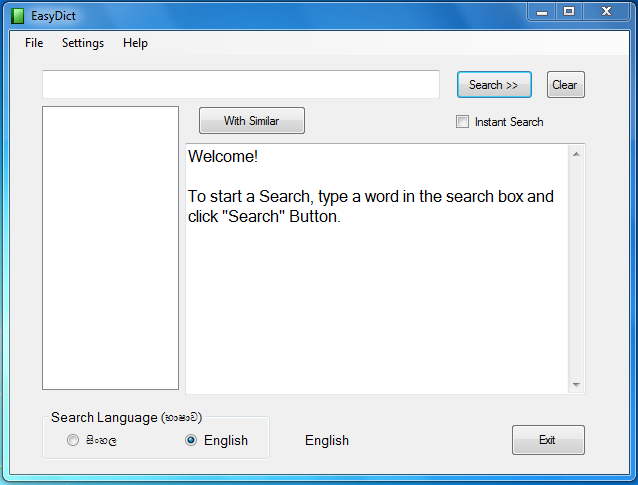 EasyDict
File Settings Help
Search >> Clear
With Similar
Instant Search
Welcome!
To start a Search, type a word in the search box and
click "Search" Button.
Search Language (භාෂාව)
සිංහල English English
Exit